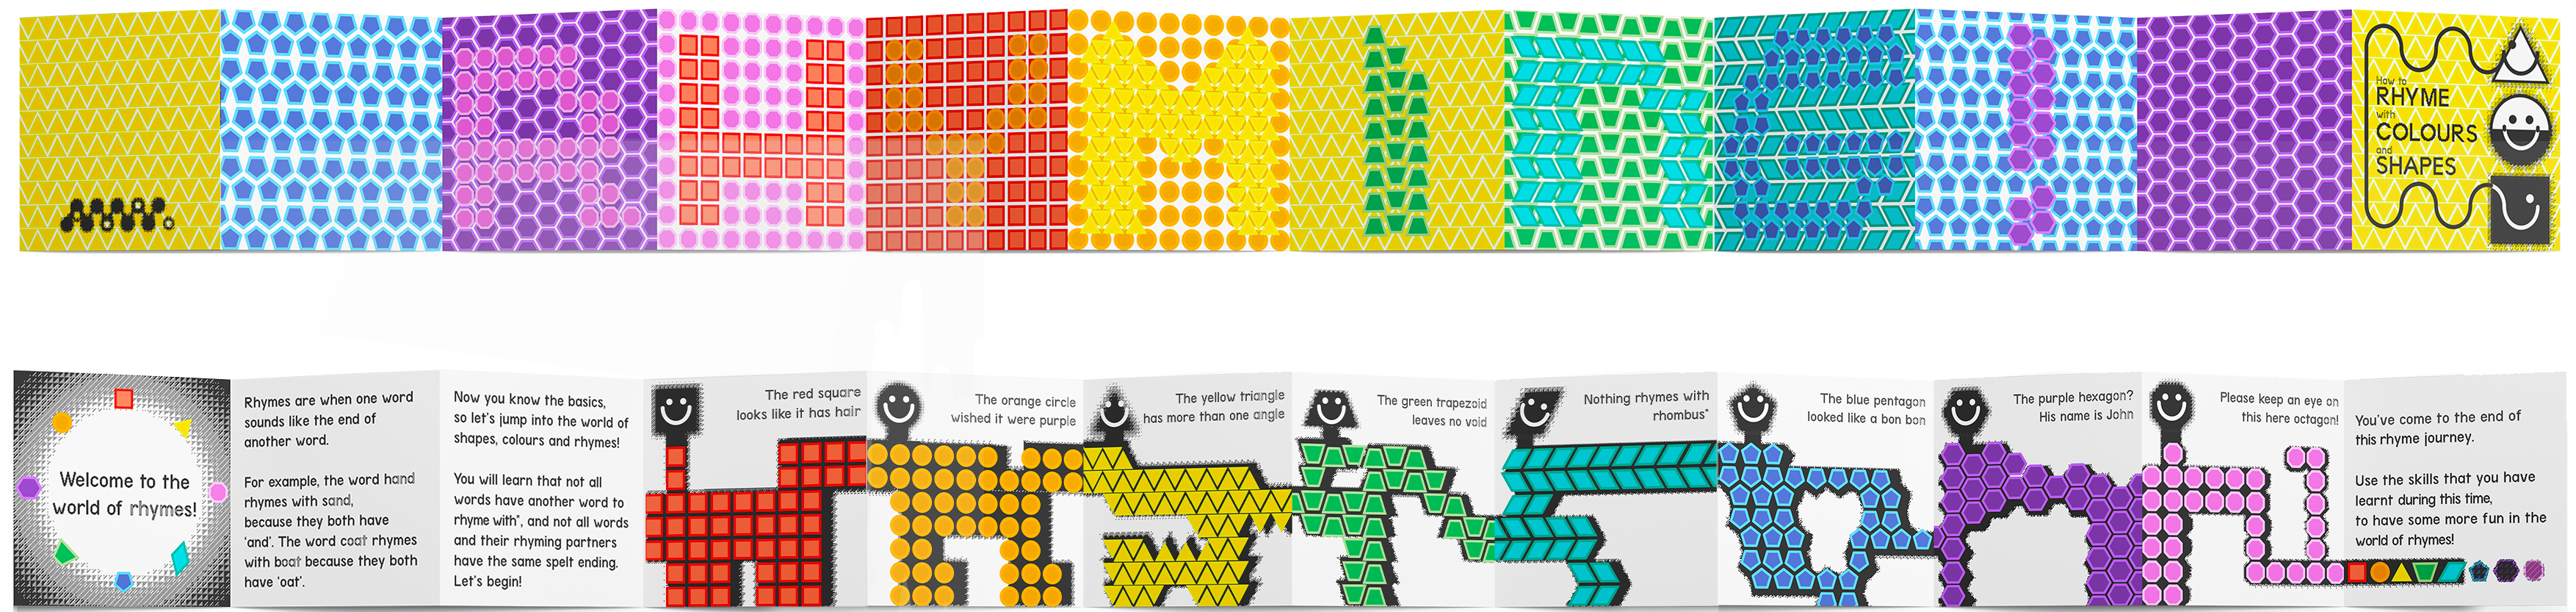 RHYMING!
How to
RHYME
with
COLOURS
and
SHAPES
Welcome to the
world of rhymes!
Rhymes are when one word
sounds like the end of
another word.
For example, the word hand
rhymes with sand,
because they both have
'and'. The word coat rhymes
with boat because they both
have 'oat'.
Now you know the basics,
so let's jump into the world of
shapes, colours and rhymes!
You will learn that not all
words have another word to
rhyme with*, and not all words
and their rhyming partners
have the same spelt ending.
Let's begin!
The red square
looks like it has hair
The orange circle
wished it were purple
The yellow triangle
has more than one angle
The green trapezoid
leaves no void
Nothing rhymes with
rhombus*
The blue pentagon
looked like a bon bon
The purple hexagon?
His name is John
Please keep an eye on
this here octagon!
You've come to the end of
this rhyme journey.
Use the skills that you have
learnt during this time,
to have some more fun in the
world of rhymes!